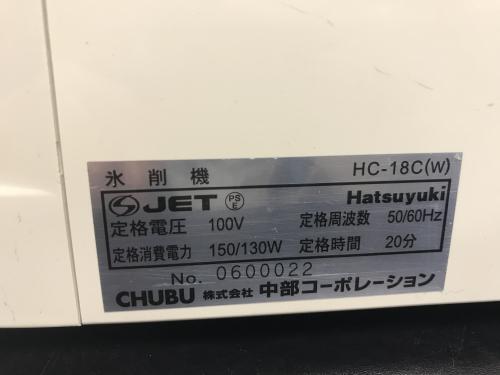 氷削機 HC-18C(W)
JET PS E Hatsuyuki
定格電圧 100V 定格周波数 50/60Hz
定格消費電力 150/130W 定格時間 20分
No. 0600022
CHUBU 株式会社 中部コーポレーション